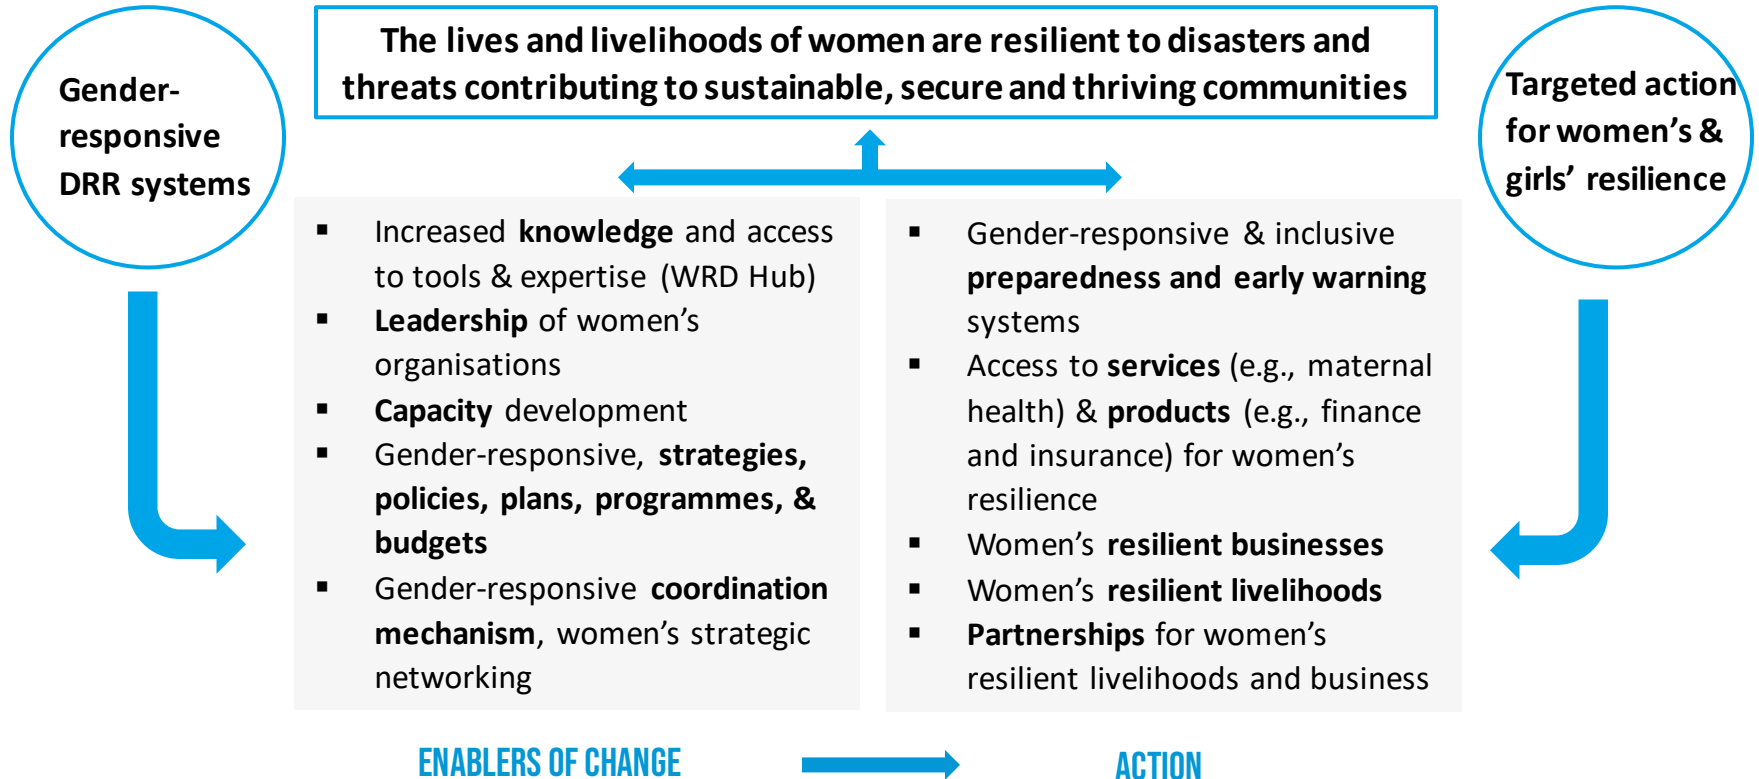 The lives and livelihoods of women are resilient to disasters and
threats contributing to sustainable, secure and thriving communities
Gender-
responsive
DRR systems
Targeted action
for women's &
girls' resilience
▪ Increased knowledge and access
to tools & expertise (WRD Hub)
▪ Leadership of women's
organisations
▪ Capacity development
▪ Gender-responsive, strategies,
policies, plans, programmes, &
budgets
▪ Gender-responsive coordination
mechanism, women's strategic
networking
▪ Gender-responsive & inclusive
preparedness and early warning
systems
▪ Access to services (e.g., maternal
health) & products (e.g., finance
and insurance) for women's
resilience
▪ Women's resilient businesses
▪ Women's resilient livelihoods
▪ Partnerships for women's
resilient livelihoods and business
ENABLERS OF CHANGE
ACTION